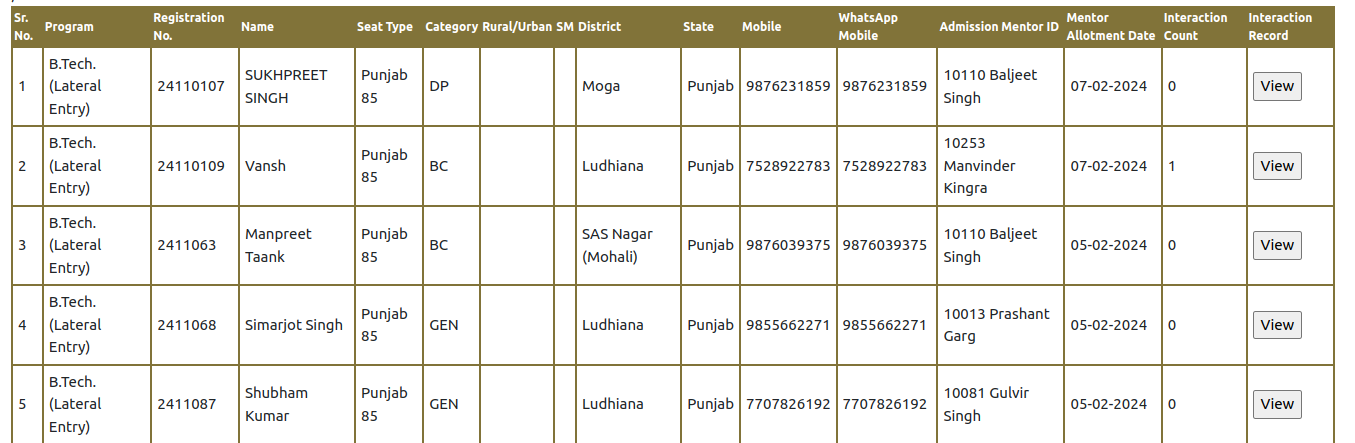 Sr. No. Program Registration No. Name Seat Type Category Rural/Urban SM District State Mobile WhatsApp Mobile Admission Mentor ID Mentor Allotment Date Interaction Count Interaction Record
1 B.Tech. (Lateral Entry) 24110107 SUKHPREET SINGH Punjab 85 DP Moga Punjab 9876231859 9876231859 10110 Baljeet Singh 07-02-2024 0 View
2 B.Tech. (Lateral Entry) 24110109 Vansh Punjab 85 BC Ludhiana Punjab 7528922783 7528922783 10253 Manvinder Kingra 07-02-2024 1 View
3 B.Tech. (Lateral Entry) 2411063 Manpreet Taank Punjab 85 BC SAS Nagar (Mohali) Punjab 9876039375 9876039375 10110 Baljeet Singh 05-02-2024 0 View
4 B.Tech. (Lateral Entry) 2411068 Simarjot Singh Punjab 85 GEN Ludhiana Punjab 9855662271 9855662271 10013 Prashant Garg 05-02-2024 0 View
5 B.Tech. (Lateral Entry) 2411087 Shubham Kumar Punjab 85 GEN Ludhiana Punjab 7707826192 7707826192 10081 Gulvir Singh 05-02-2024 0 View